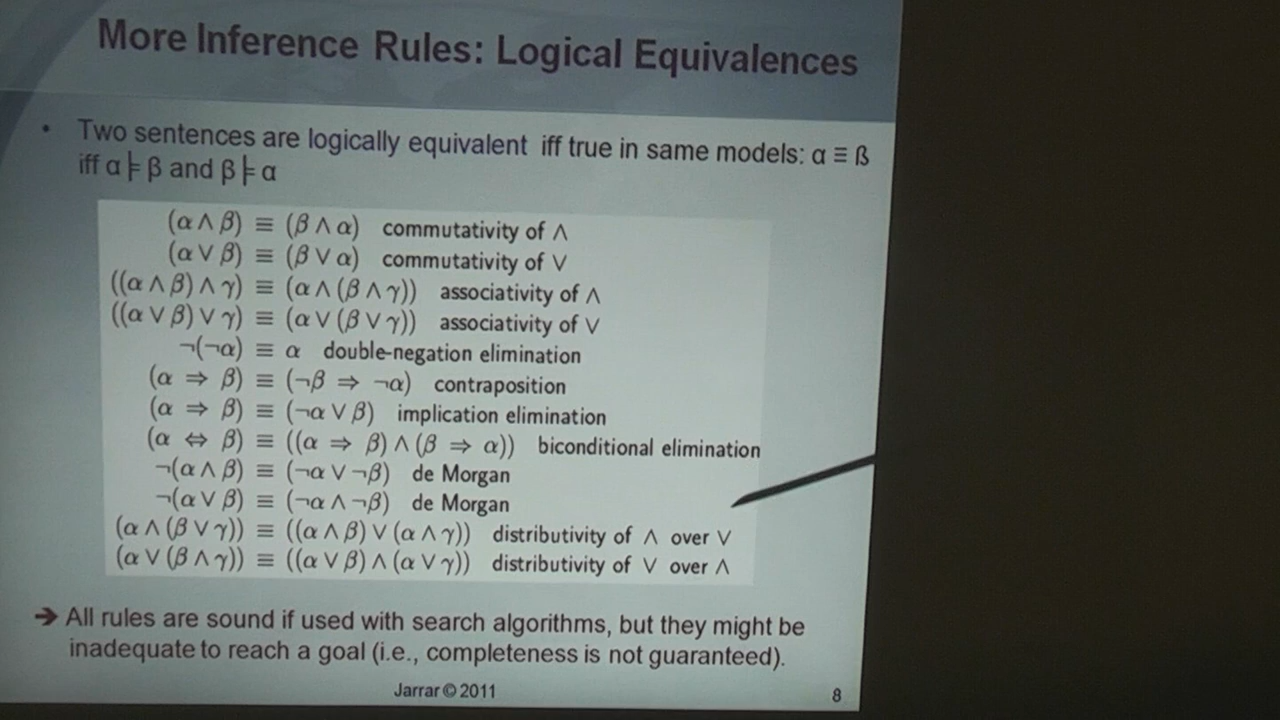 More Inference Rules: Logical Equivalences
• Two sentences are logically equivalent iff true in same models: α ≡ ß
iff α ⊨ β and β ⊨ α
(α ∧ β) ≡ (β ∧ α) commutativity of ∧
(α ∨ β) ≡ (β ∨ α) commutativity of ∨
((α ∧ β) ∧ γ) ≡ (α ∧ (β ∧ γ)) associativity of ∧
((α ∨ β) ∨ γ) ≡ (α ∨ (β ∨ γ)) associativity of ∨
¬(¬α) ≡ α double-negation elimination
(α ⇒ β) ≡ (¬β ⇒ ¬α) contraposition
(α ⇒ β) ≡ (¬α ∨ β) implication elimination
(α ⇔ β) ≡ ((α ⇒ β) ∧ (β ⇒ α)) biconditional elimination
¬(α ∧ β) ≡ (¬α ∨ ¬β) de Morgan
¬(α ∨ β) ≡ (¬α ∧ ¬β) de Morgan
(α ∧ (β ∨ γ)) ≡ ((α ∧ β) ∨ (α ∧ γ)) distributivity of ∧ over ∨
(α ∨ (β ∧ γ)) ≡ ((α ∨ β) ∧ (α ∨ γ)) distributivity of ∨ over ∧
➔ All rules are sound if used with search algorithms, but they might be
inadequate to reach a goal (i.e., completeness is not guaranteed).
Jarrar © 2011
8